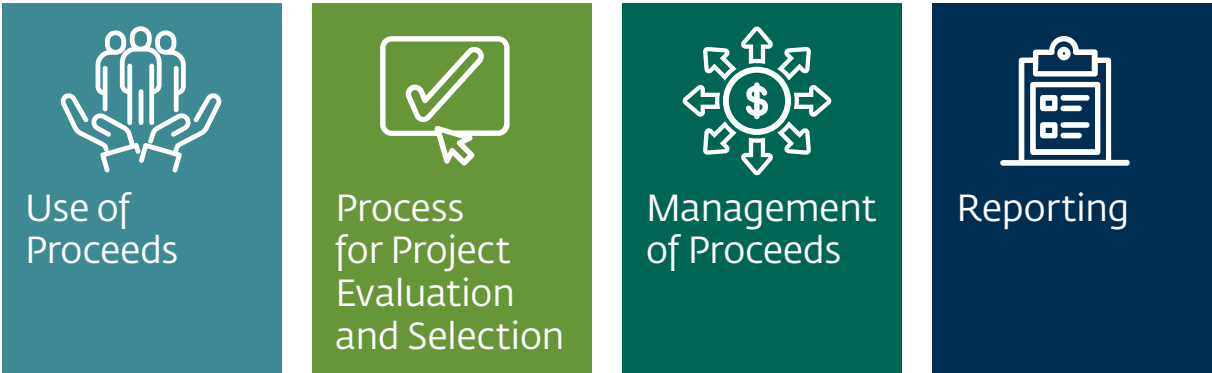 Use of
Proceeds
Process
for Project
Evaluation
and Selection
$
Management
of Proceeds
Reporting